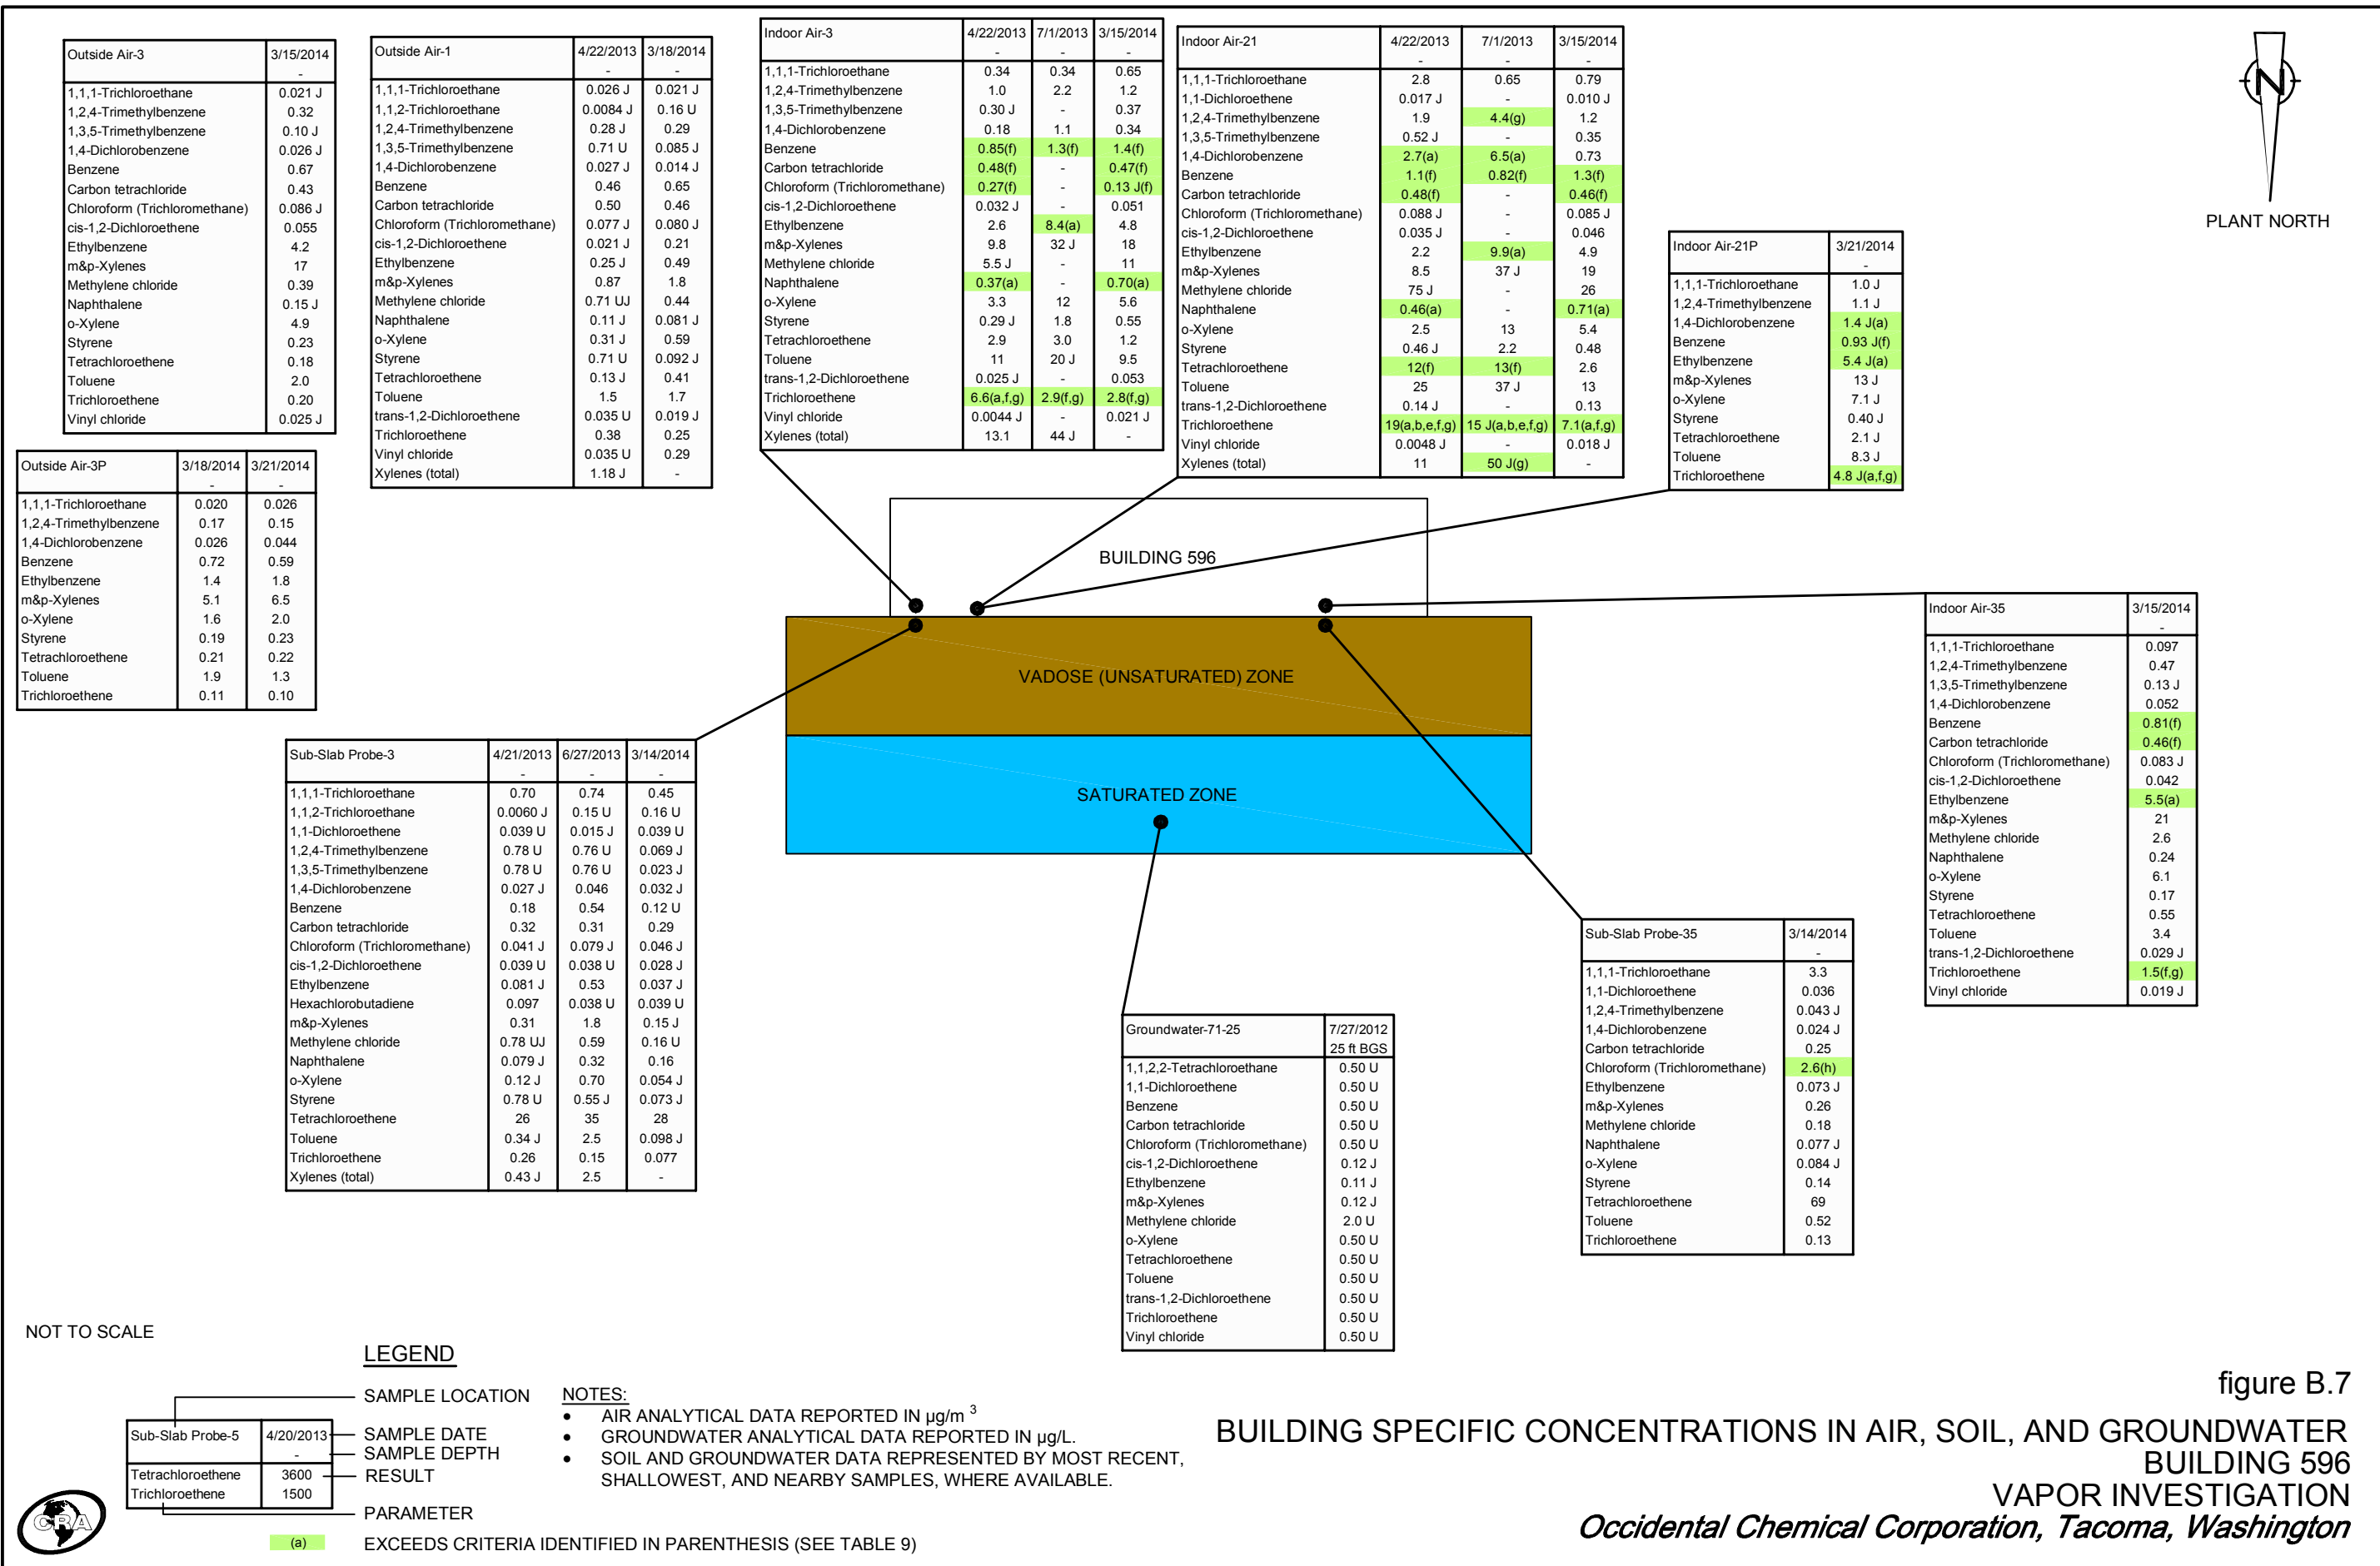 Outside Air-3 3/15/2014
-
1,1,1-Trichloroethane 0.021 J
1,2,4-Trimethylbenzene 0.32
1,3,5-Trimethylbenzene 0.10 J
1,4-Dichlorobenzene 0.026 J
Benzene 0.67
Carbon tetrachloride 0.43
Chloroform (Trichloromethane) 0.086 J
cis-1,2-Dichloroethene 0.055
Ethylbenzene 4.2
m&p-Xylenes 17
Methylene chloride 0.39
Naphthalene 0.15 J
o-Xylene 4.9
Styrene 0.23
Tetrachloroethene 0.18
Toluene 2.0
Trichloroethene 0.20
Vinyl chloride 0.025 J
Outside Air-1 4/22/2013 3/18/2014
- -
1,1,1-Trichloroethane 0.026 J 0.021 J
1,1,2-Trichloroethane 0.0084 J 0.16 U
1,2,4-Trimethylbenzene 0.28 J 0.29
1,3,5-Trimethylbenzene 0.71 U 0.085 J
1,4-Dichlorobenzene 0.027 J 0.014 J
Benzene 0.46 0.65
Carbon tetrachloride 0.50 0.46
Chloroform (Trichloromethane) 0.077 J 0.080 J
cis-1,2-Dichloroethene 0.021 J 0.21
Ethylbenzene 0.25 J 0.49
m&p-Xylenes 0.87 1.8
Methylene chloride 0.71 UJ 0.44
Naphthalene 0.11 J 0.081 J
o-Xylene 0.31 J 0.59
Styrene 0.71 U 0.092 J
Tetrachloroethene 0.13 J 0.41
Toluene 1.5 1.7
trans-1,2-Dichloroethene 0.035 U 0.019 J
Trichloroethene 0.38 0.25
Vinyl chloride 0.035 U 0.29
Xylenes (total) 1.18 J -
Indoor Air-3 4/22/2013 7/1/2013 3/15/2014
- - -
1,1,1-Trichloroethane 0.34 0.34 0.65
1,2,4-Trimethylbenzene 1.0 2.2 1.2
1,3,5-Trimethylbenzene 0.30 J - 0.37
1,4-Dichlorobenzene 0.18 1.1 0.34
Benzene 0.85(f) 1.3(f) 1.4(f)
Carbon tetrachloride 0.48(f) - 0.47(f)
Chloroform (Trichloromethane) 0.27(f) - 0.13 J(f)
cis-1,2-Dichloroethene 0.032 J - 0.051
Ethylbenzene 2.6 8.4(a) 4.8
m&p-Xylenes 9.8 32 J 18
Methylene chloride 5.5 J - 11
Naphthalene 0.37(a) - 0.70(a)
o-Xylene 3.3 12 5.6
Styrene 0.29 J 1.8 0.55
Tetrachloroethene 2.9 3.0 1.2
Toluene 11 20 J 9.5
trans-1,2-Dichloroethene 0.025 J - 0.053
Trichloroethene 6.6(a,f,g) 2.9(f,g) 2.8(f,g)
Vinyl chloride 0.0044 J - 0.021 J
Xylenes (total) 13.1 44 J -
Indoor Air-21 4/22/2013 7/1/2013 3/15/2014
- - -
1,1,1-Trichloroethane 2.8 0.65 0.79
1,1-Dichloroethene 0.017 J - 0.010 J
1,2,4-Trimethylbenzene 1.9 4.4(g) 1.2
1,3,5-Trimethylbenzene 0.52 J - 0.35
1,4-Dichlorobenzene 2.7(a) 6.5(a) 0.73
Benzene 1.1(f) 0.82(f) 1.3(f)
Carbon tetrachloride 0.48(f) - 0.46(f)
Chloroform (Trichloromethane) 0.088 J - 0.085 J
cis-1,2-Dichloroethene 0.035 J - 0.046
Ethylbenzene 2.2 9.9(a) 4.9
m&p-Xylenes 8.5 37 J 19
Methylene chloride 75 J - 26
Naphthalene 0.46(a) - 0.71(a)
o-Xylene 2.5 13 5.4
Styrene 0.46 J 2.2 0.48
Tetrachloroethene 12(f) 13(f) 2.6
Toluene 25 37 J 13
trans-1,2-Dichloroethene 0.14 J - 0.13
Trichloroethene 19(a,b,e,f,g) 15 J(a,b,e,f,g) 7.1(a,f,g)
Vinyl chloride 0.0048 J - 0.018 J
Xylenes (total) 11 50 J(g) -
N
PLANT NORTH
Indoor Air-21P 3/21/2014
-
1,1,1-Trichloroethane 1.0 J
1,2,4-Trimethylbenzene 1.1 J
1,4-Dichlorobenzene 1.4 J(a)
Benzene 0.93 J(f)
Ethylbenzene 5.4 J(a)
m&p-Xylenes 13 J
o-Xylene 7.1 J
Styrene 0.40 J
Tetrachloroethene 2.1 J
Toluene 8.3 J
Trichloroethene 4.8 J(a,f,g)
Outside Air-3P 3/18/2014 3/21/2014
- -
1,1,1-Trichloroethane 0.020 0.026
1,2,4-Trimethylbenzene 0.17 0.15
1,4-Dichlorobenzene 0.026 0.044
Benzene 0.72 0.59
Ethylbenzene 1.4 1.8
m&p-Xylenes 5.1 6.5
o-Xylene 1.6 2.0
Styrene 0.19 0.23
Tetrachloroethene 0.21 0.22
Toluene 1.9 1.3
Trichloroethene 0.11 0.10
BUILDING 596
VADOSE (UNSATURATED) ZONE
SATURATED ZONE
Indoor Air-35 3/15/2014
-
1,1,1-Trichloroethane 0.097
1,2,4-Trimethylbenzene 0.47
1,3,5-Trimethylbenzene 0.13 J
1,4-Dichlorobenzene 0.052
Benzene 0.81(f)
Carbon tetrachloride 0.46(f)
Chloroform (Trichloromethane) 0.083 J
cis-1,2-Dichloroethene 0.042
Ethylbenzene 5.5(a)
m&p-Xylenes 21
Methylene chloride 2.6
Naphthalene 0.24
o-Xylene 6.1
Styrene 0.17
Tetrachloroethene 0.55
Toluene 3.4
trans-1,2-Dichloroethene 0.029 J
Trichloroethene 1.5(f,g)
Vinyl chloride 0.019 J
Sub-Slab Probe-3 4/21/2013 6/27/2013 3/14/2014
- - -
1,1,1-Trichloroethane 0.70 0.74 0.45
1,1,2-Trichloroethane 0.0060 J 0.15 U 0.16 U
1,1-Dichloroethene 0.039 U 0.015 J 0.039 U
1,2,4-Trimethylbenzene 0.78 U 0.76 U 0.069 J
1,3,5-Trimethylbenzene 0.78 U 0.76 U 0.023 J
1,4-Dichlorobenzene 0.027 J 0.046 0.032 J
Benzene 0.18 0.54 0.12 U
Carbon tetrachloride 0.32 0.31 0.29
Chloroform (Trichloromethane) 0.041 J 0.079 J 0.046 J
cis-1,2-Dichloroethene 0.039 U 0.038 U 0.028 J
Ethylbenzene 0.081 J 0.53 0.037 J
Hexachlorobutadiene 0.097 0.038 U 0.039 U
m&p-Xylenes 0.31 1.8 0.15 J
Methylene chloride 0.78 UJ 0.59 0.16 U
Naphthalene 0.079 J 0.32 0.16
o-Xylene 0.12 J 0.70 0.054 J
Styrene 0.78 U 0.55 J 0.073 J
Tetrachloroethene 26 35 28
Toluene 0.34 J 2.5 0.098 J
Trichloroethene 0.26 0.15 0.077
Xylenes (total) 0.43 J 2.5 -
Groundwater-71-25 7/27/2012
25 ft BGS
1,1,2,2-Tetrachloroethane 0.50 U
1,1-Dichloroethene 0.50 U
Benzene 0.50 U
Carbon tetrachloride 0.50 U
Chloroform (Trichloromethane) 0.50 U
cis-1,2-Dichloroethene 0.12 J
Ethylbenzene 0.11 J
m&p-Xylenes 0.12 J
Methylene chloride 2.0 U
o-Xylene 0.50 U
Tetrachloroethene 0.50 U
Toluene 0.50 U
trans-1,2-Dichloroethene 0.50 U
Trichloroethene 0.50 U
Vinyl chloride 0.50 U
Sub-Slab Probe-35 3/14/2014
-
1,1,1-Trichloroethane 3.3
1,1-Dichloroethene 0.036
1,2,4-Trimethylbenzene 0.043 J
1,4-Dichlorobenzene 0.024 J
Carbon tetrachloride 0.25
Chloroform (Trichloromethane) 2.6(h)
Ethylbenzene 0.073 J
m&p-Xylenes 0.26
Methylene chloride 0.18
Naphthalene 0.077 J
o-Xylene 0.084 J
Styrene 0.14
Tetrachloroethene 69
Toluene 0.52
Trichloroethene 0.13
NOT TO SCALE
LEGEND
SAMPLE LOCATION
Sub-Slab Probe-5 4/20/2013 SAMPLE DATE
- SAMPLE DEPTH
Tetrachloroethene 3600 RESULT
Trichloroethene 1500
PARAMETER
(a) EXCEEDS CRITERIA IDENTIFIED IN PARENTHESIS (SEE TABLE 9)
CRA
NOTES:
• AIR ANALYTICAL DATA REPORTED IN µg/m 3
• GROUNDWATER ANALYTICAL DATA REPORTED IN µg/L.
• SOIL AND GROUNDWATER DATA REPRESENTED BY MOST RECENT,
SHALLOWEST, AND NEARBY SAMPLES, WHERE AVAILABLE.
figure B.7
BUILDING SPECIFIC CONCENTRATIONS IN AIR, SOIL, AND GROUNDWATER
BUILDING 596
VAPOR INVESTIGATION
Occidental Chemical Corporation, Tacoma, Washington